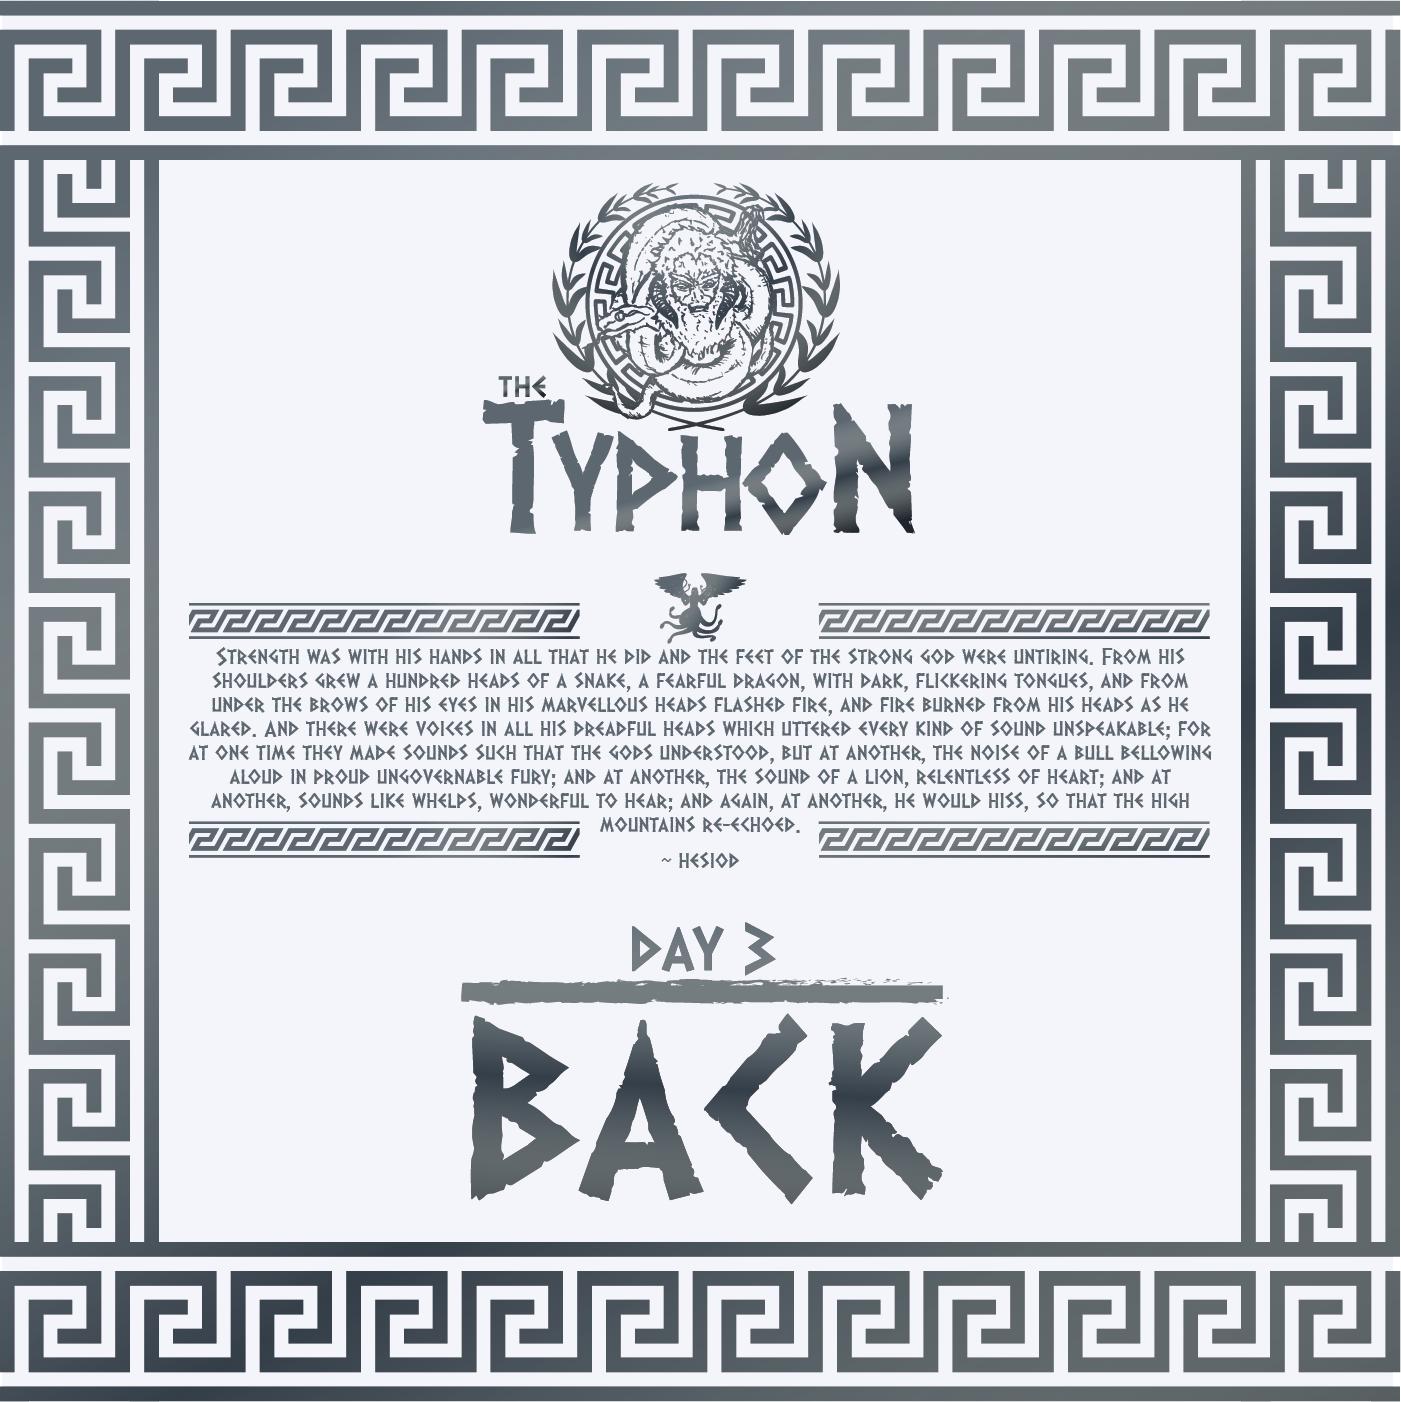 THE
TYPHON
STRENGTH WAS WITH HIS HANDS IN ALL THAT HE DID AND THE FEET OF THE STRONG GOD WERE UNTIRING. FROM HIS
SHOULDERS GREW A HUNDRED HEADS OF A SNAKE, A FEARFUL DRAGON, WITH DARK, FLICKERING TONGUES, AND FROM
UNDER THE BROWS OF HIS EYES IN HIS MARVELLOUS HEADS FLASHED FIRE, AND FIRE BURNED FROM HIS HEADS AS HE
GLARED. AND THERE WERE VOICES IN ALL HIS DREADFUL HEADS WHICH UTTERED EVERY KIND OF SOUND UNSPEAKABLE; FOR
AT ONE TIME THEY MADE SOUNDS SUCH THAT THE GODS UNDERSTOOD, BUT AT ANOTHER, THE NOISE OF A BULL BELLOWING
ALOUD IN PROUD UNGOVERNABLE FURY; AND AT ANOTHER, THE SOUND OF A LION, RELENTLESS OF HEART; AND AT
ANOTHER, SOUNDS LIKE WHELPS, WONDERFUL TO HEAR; AND AGAIN, AT ANOTHER, HE WOULD HISS, SO THAT THE HIGH
MOUNTAINS RE-ECHOED.
~ HESIOD
DAY 3
BACK